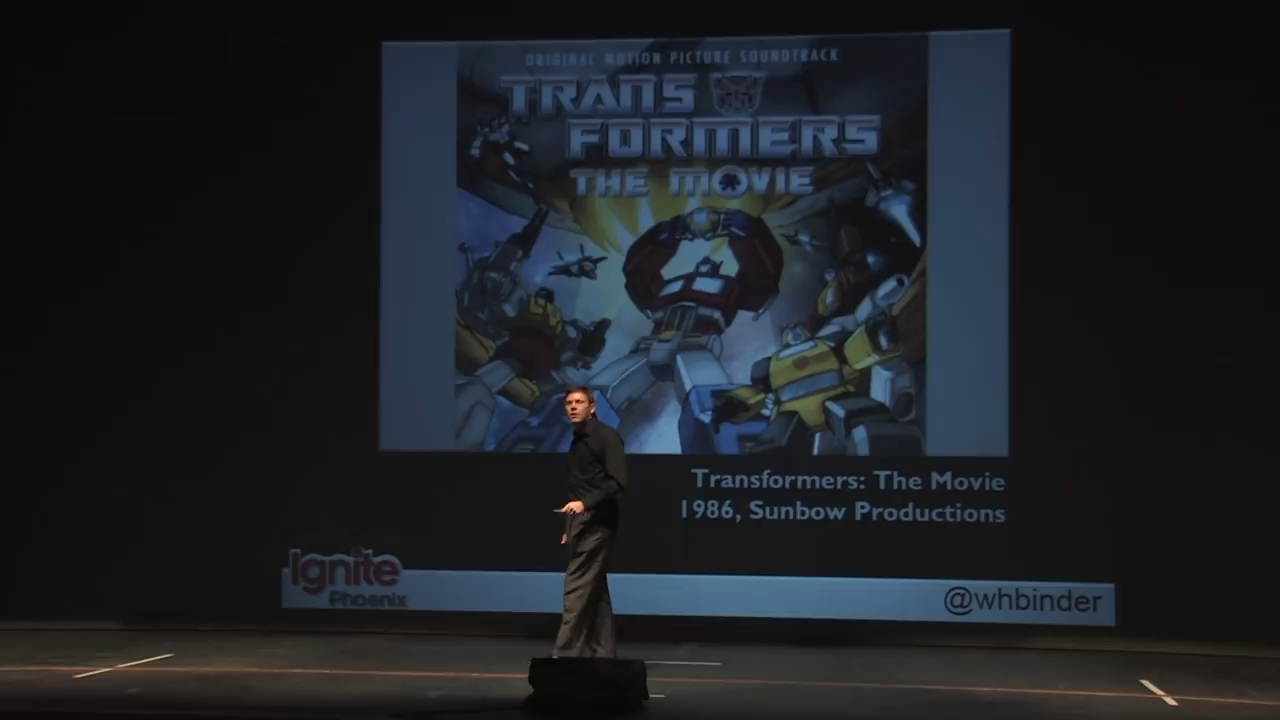 ORIGINAL MOTION PICTURE SOUNDTRACK
TRANS
FORMERS
THE MOVIE
Transformers: The Movie
1986, Sunbow Productions
Ignite
Phoenix
@whbinder